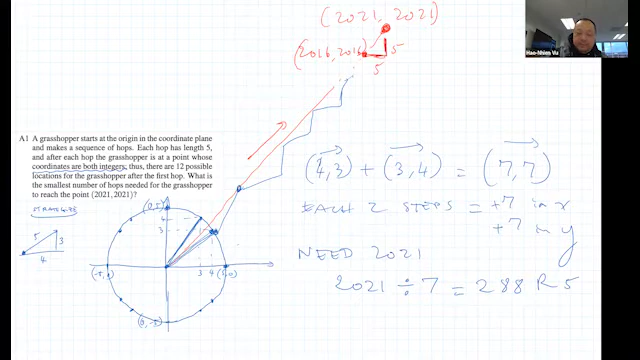 (2021, 2021)
(2016, 2016)
5
5
Hao-Nhien Vu
A1 A grasshopper starts at the origin in the coordinate plane
and makes a sequence of hops. Each hop has length 5,
and after each hop the grasshopper is at a point whose
coordinates are both integers; thus, there are 12 possible
locations for the grasshopper after the first hop. What is
the smallest number of hops needed for the grasshopper
to reach the point (2021, 2021)?
STRATEGIZE
5
3
4
(0,5)
4
3
(-5,0)
3 4
(5,0)
(0,-5)
(4,3) + (3,4) = (7,7)
EACH 2 STEPS = +7 in x
+7 in y
NEED 2021
2021 ÷ 7 = 288 R 5